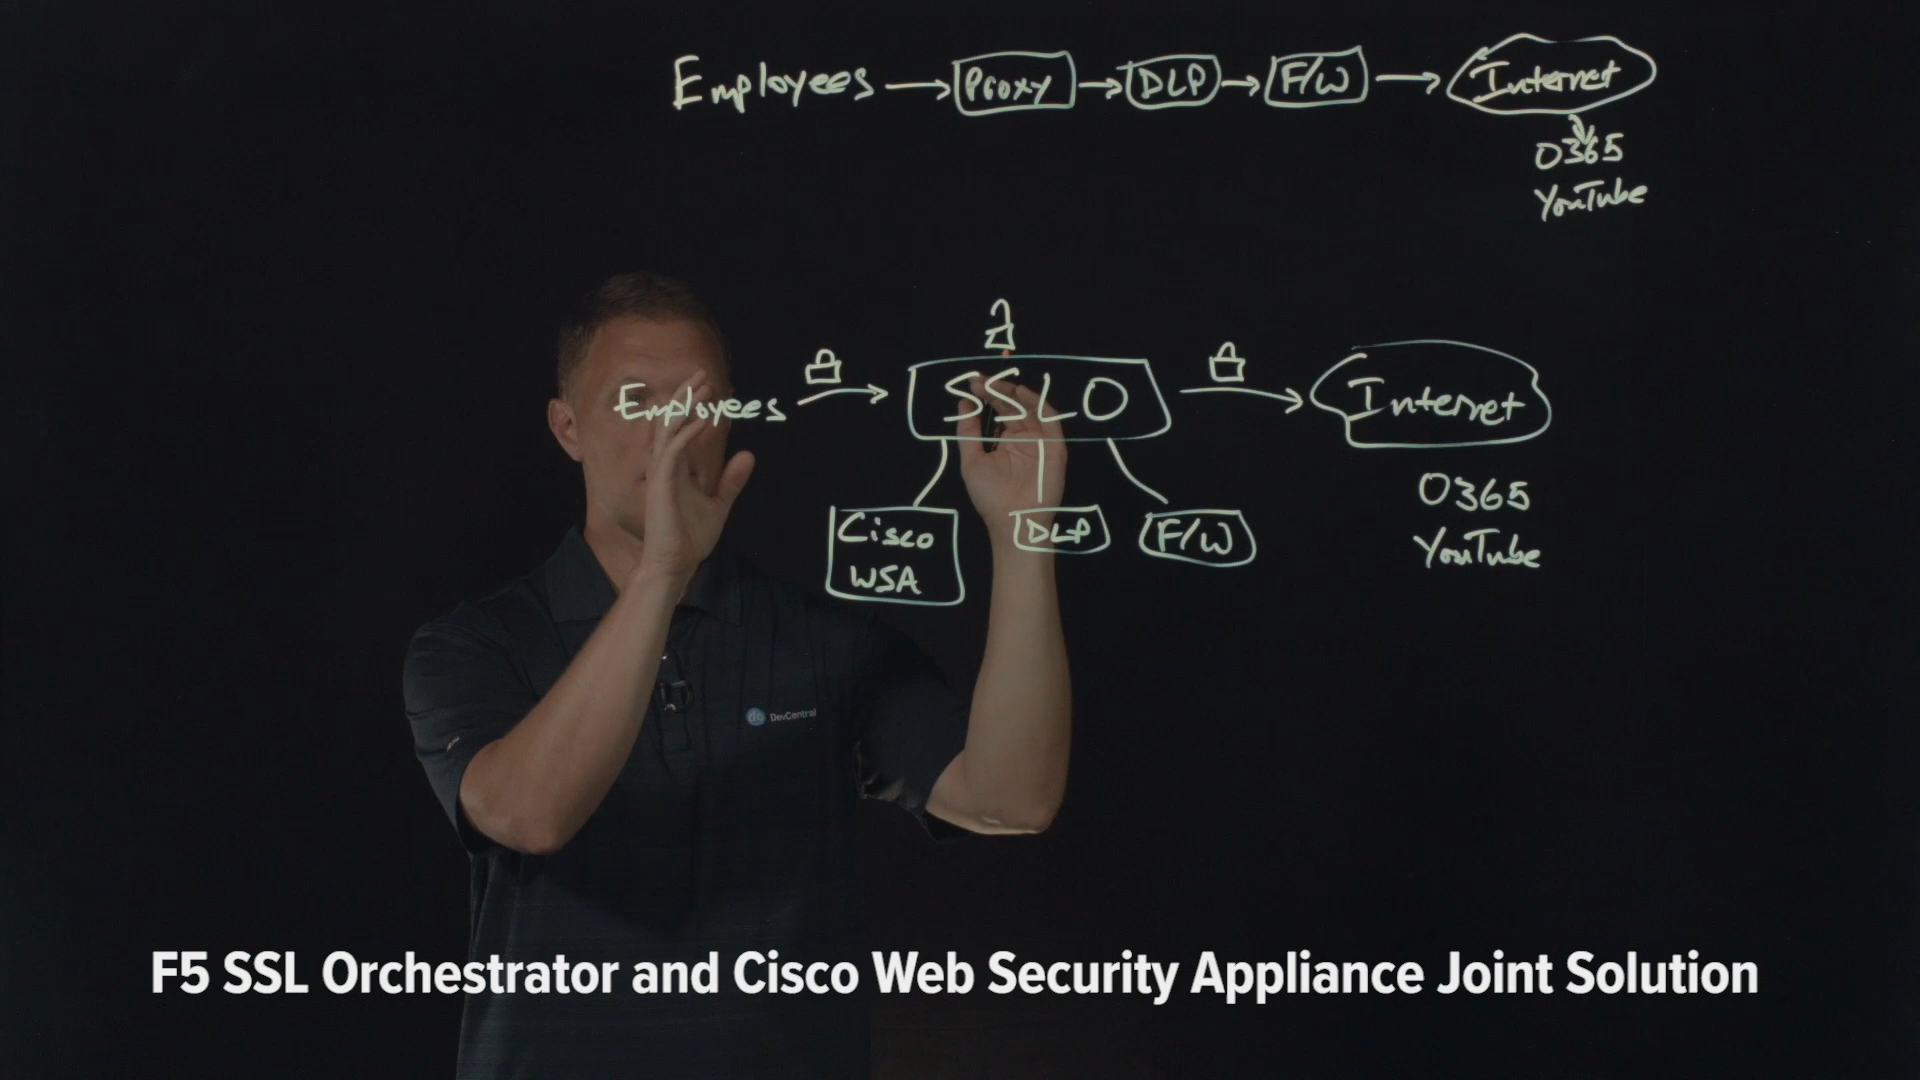 Employees → Proxy → DLP → F/W → Internet
O365
YouTube
Employees → SSLO → Internet
Cisco
WSA
DLP
F/W
O365
YouTube
dc DevCentral
F5 SSL Orchestrator and Cisco Web Security Appliance Joint Solution